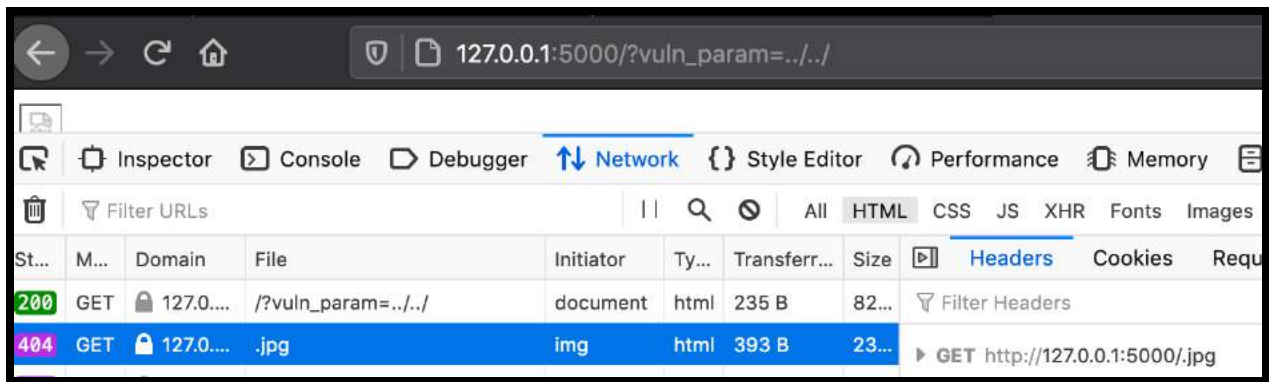 127.0.0.1:5000/?vuln_param=../../
Inspector Console Debugger Network Style Editor Performance Memory
Filter URLs All HTML CSS JS XHR Fonts Images
St... M... Domain File Initiator Ty... Transferr... Size Headers Cookies Requ
200 GET 127.0.... /?vuln_param=../../ document html 235 B 82... Filter Headers
404 GET 127.0.... .jpg img html 393 B 23... GET http://127.0.0.1:5000/.jpg